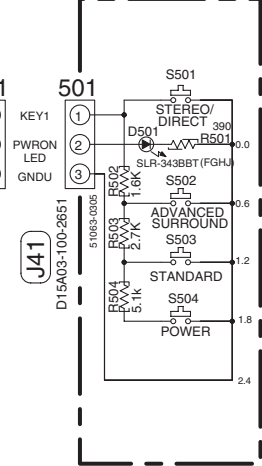 1
501
S501
STEREO/
DIRECT
1
KEY1
D501
390
R501
0.0
2
PWRON
LED
SLR-343BBT (FGHJ)
3
GNDU
R502
1.6K
S502
0.6
ADVANCED
SURROUND
J41
D15A03-100-2651
51063-0305
R503
2.7K
S503
1.2
STANDARD
R504
5.1k
S504
1.8
POWER
2.4